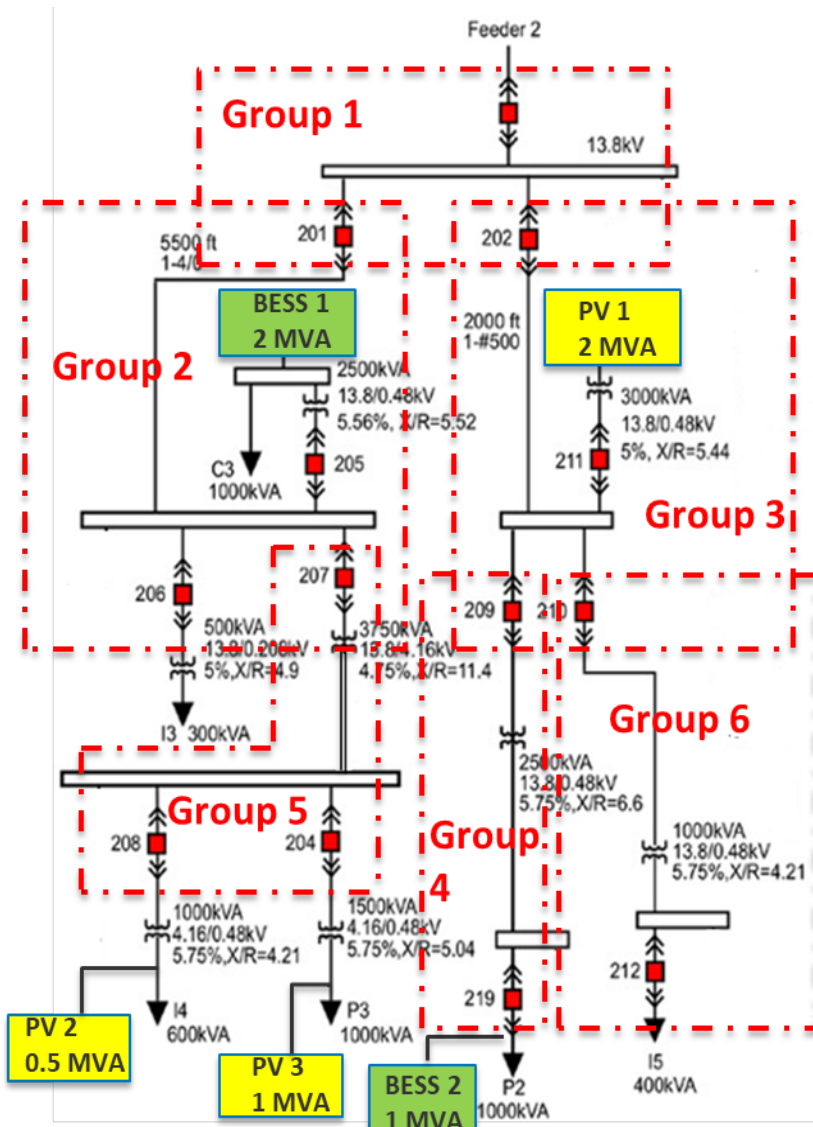 Feeder 2
Group 1
13.8kV
201
202
5500 ft
1-4/0
BESS 1
2 MVA
2000 ft
1-#500
PV 1
2 MVA
Group 2
2500kVA
13.8/0.48kV
5.56%, X/R=5.52
3000kVA
13.8/0.48kV
5%, X/R=5.44
C3
1000kVA
205
211
Group 3
206
207
209
210
500kVA
13.8/0.208kV
5%,X/R=4.9
3750kVA
13.8/4.16kV
4.75%,X/R=11.4
I3 300kVA
Group 6
2500kVA
13.8/0.48kV
5.75%,X/R=6.6
Group 5
208
204
Group
4
1000kVA
13.8/0.48kV
5.75%,X/R=4.21
1000kVA
4.16/0.48kV
5.75%,X/R=4.21
1500kVA
4.16/0.48kV
5.75%,X/R=5.04
219
212
I4
600kVA
P3
1000kVA
PV 2
0.5 MVA
PV 3
1 MVA
BESS 2
1 MVA
P2
1000kVA
I5
400kVA